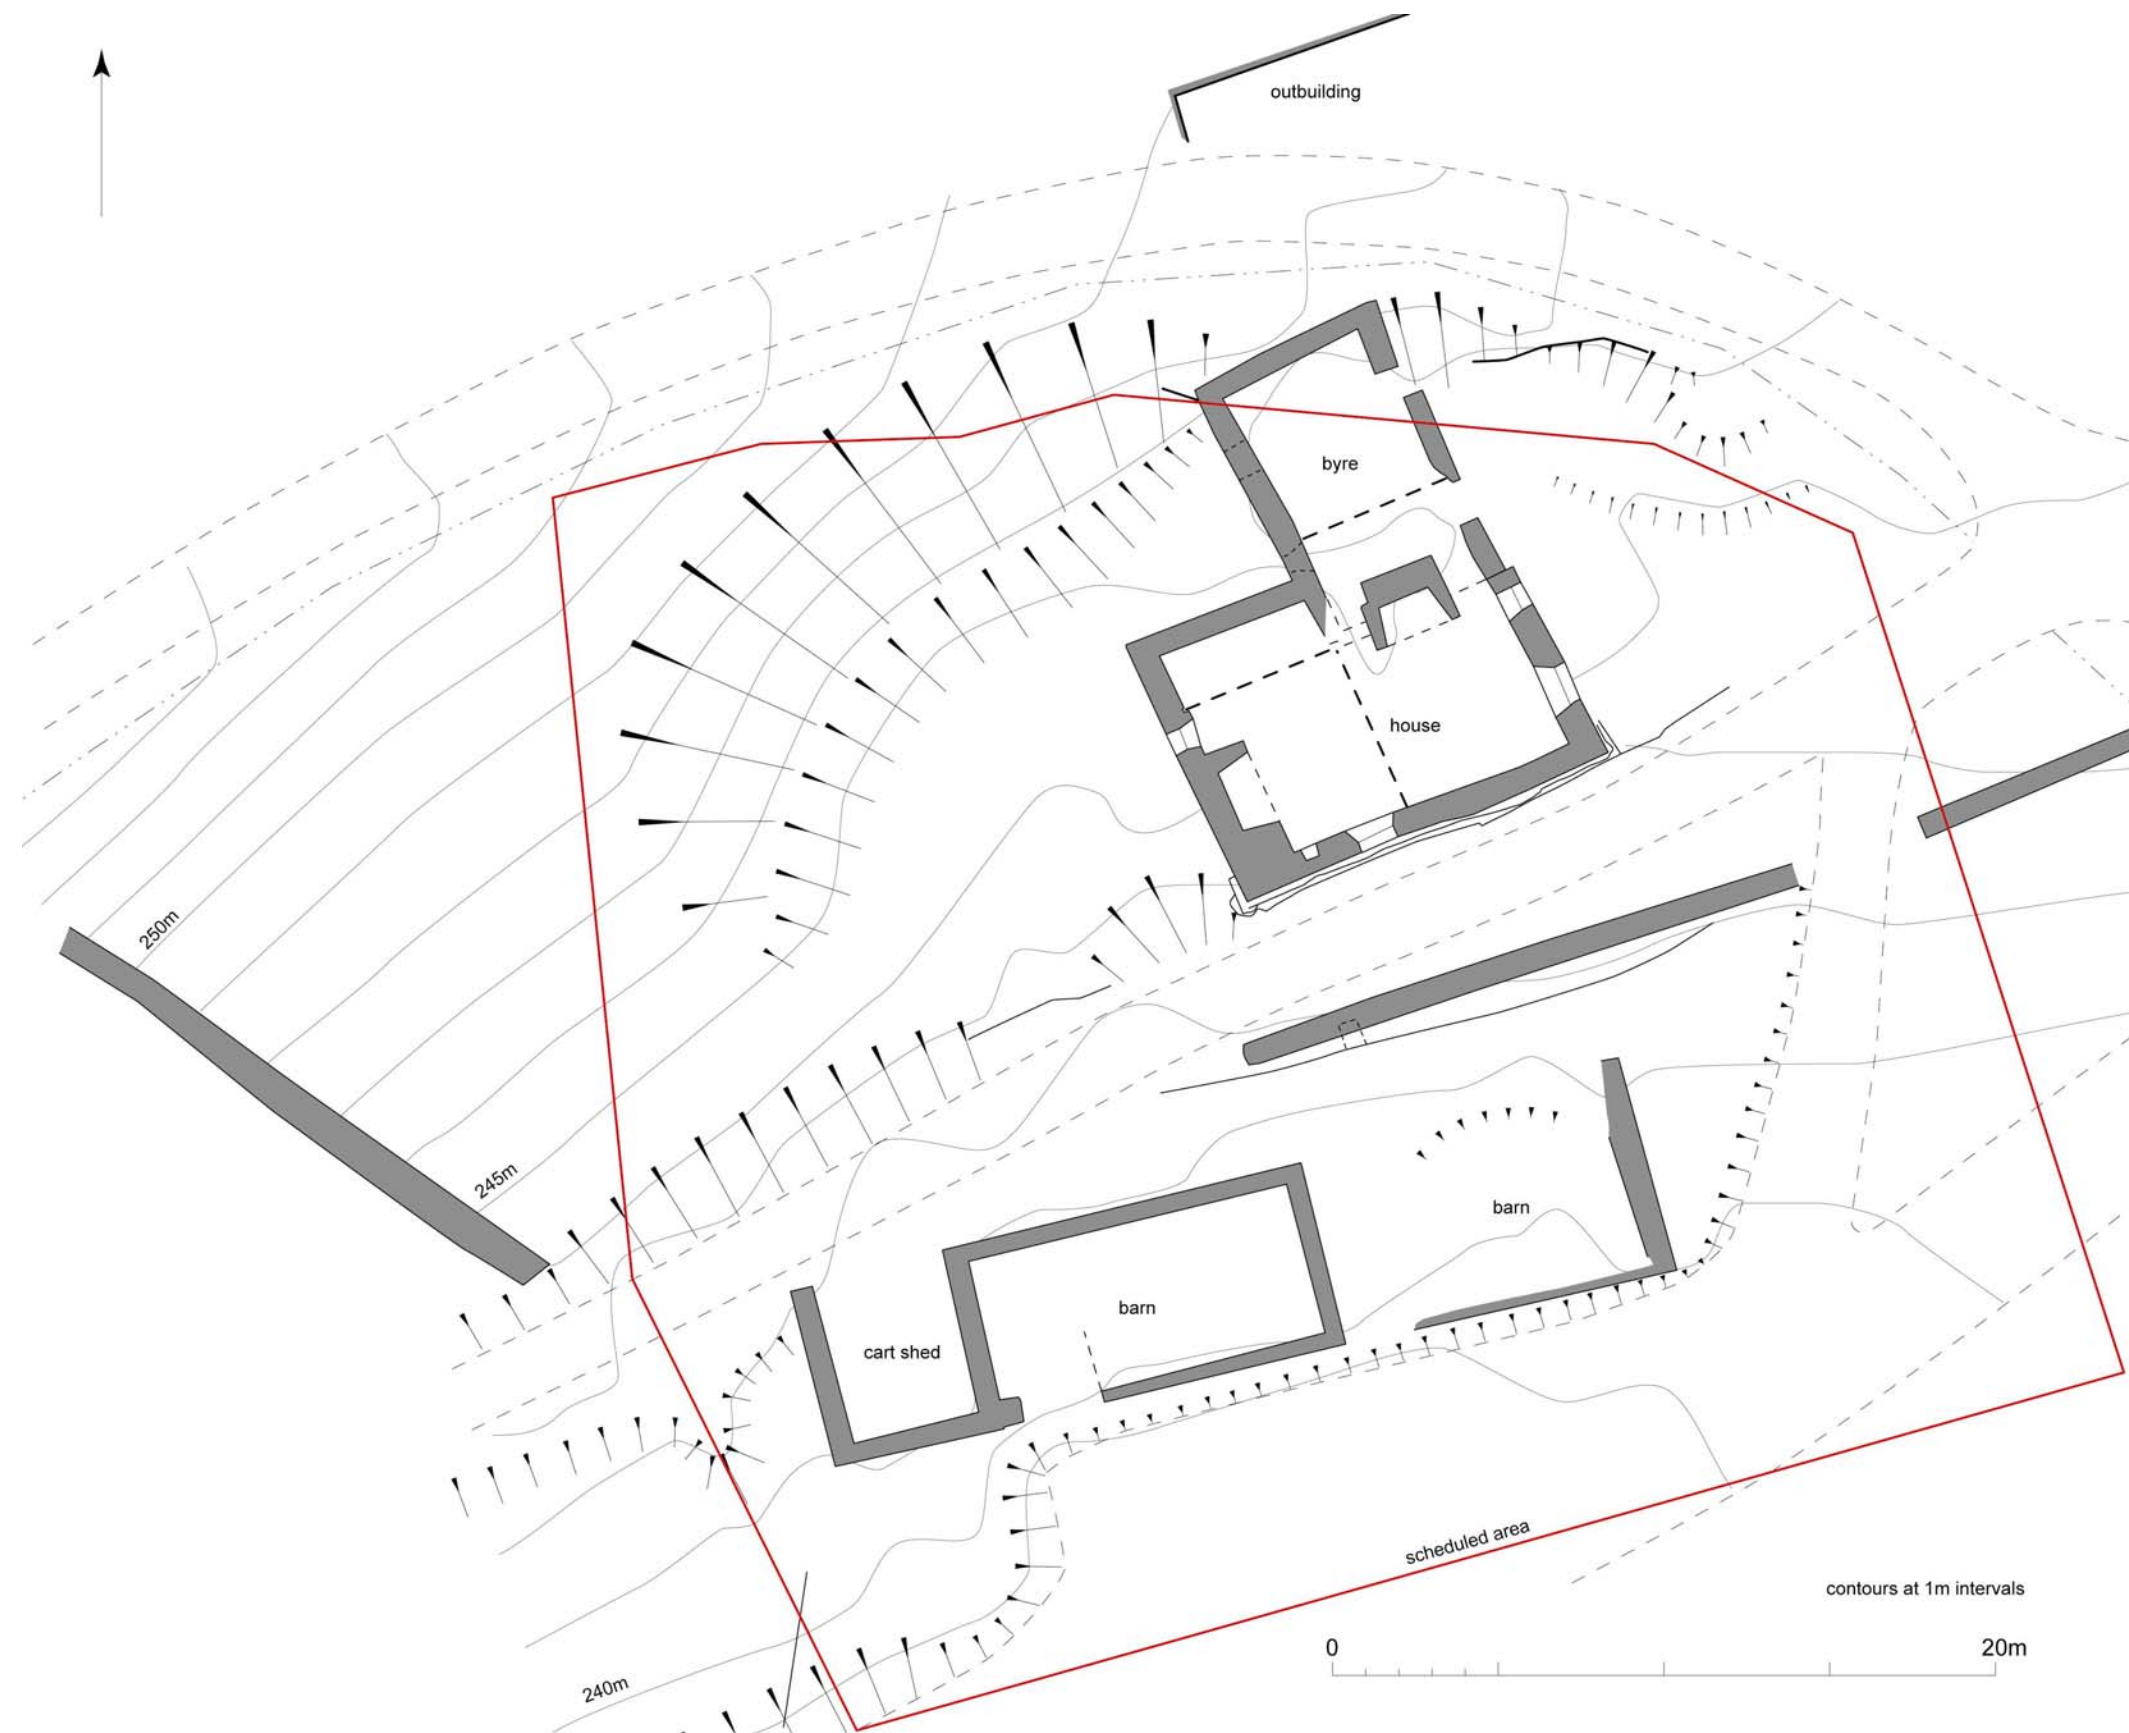 outbuilding
byre
house
250m
245m
barn
barn
cart shed
scheduled area
contours at 1m intervals
0 20m
240m